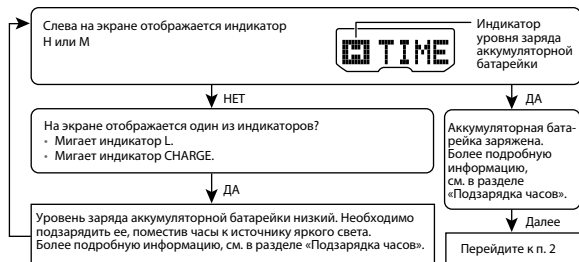 Слева на экране отображается индикатор
H или M
H TIME
Индикатор
уровня заряда
аккумуляторной
батарейки
НЕТ
ДА
На экране отображается один из индикаторов?
• Мигает индикатор L.
• Мигает индикатор CHARGE.
Аккумуляторная бата-
рейка заряжена.
Более подробную
информацию,
см. в разделе
«Подзарядка часов».
ДА
Далее
Уровень заряда аккумуляторной батарейки низкий. Необходимо
подзарядить ее, поместив часы к источнику яркого света.
Более подробную информацию, см. в разделе «Подзарядка часов».
Перейдите к п. 2